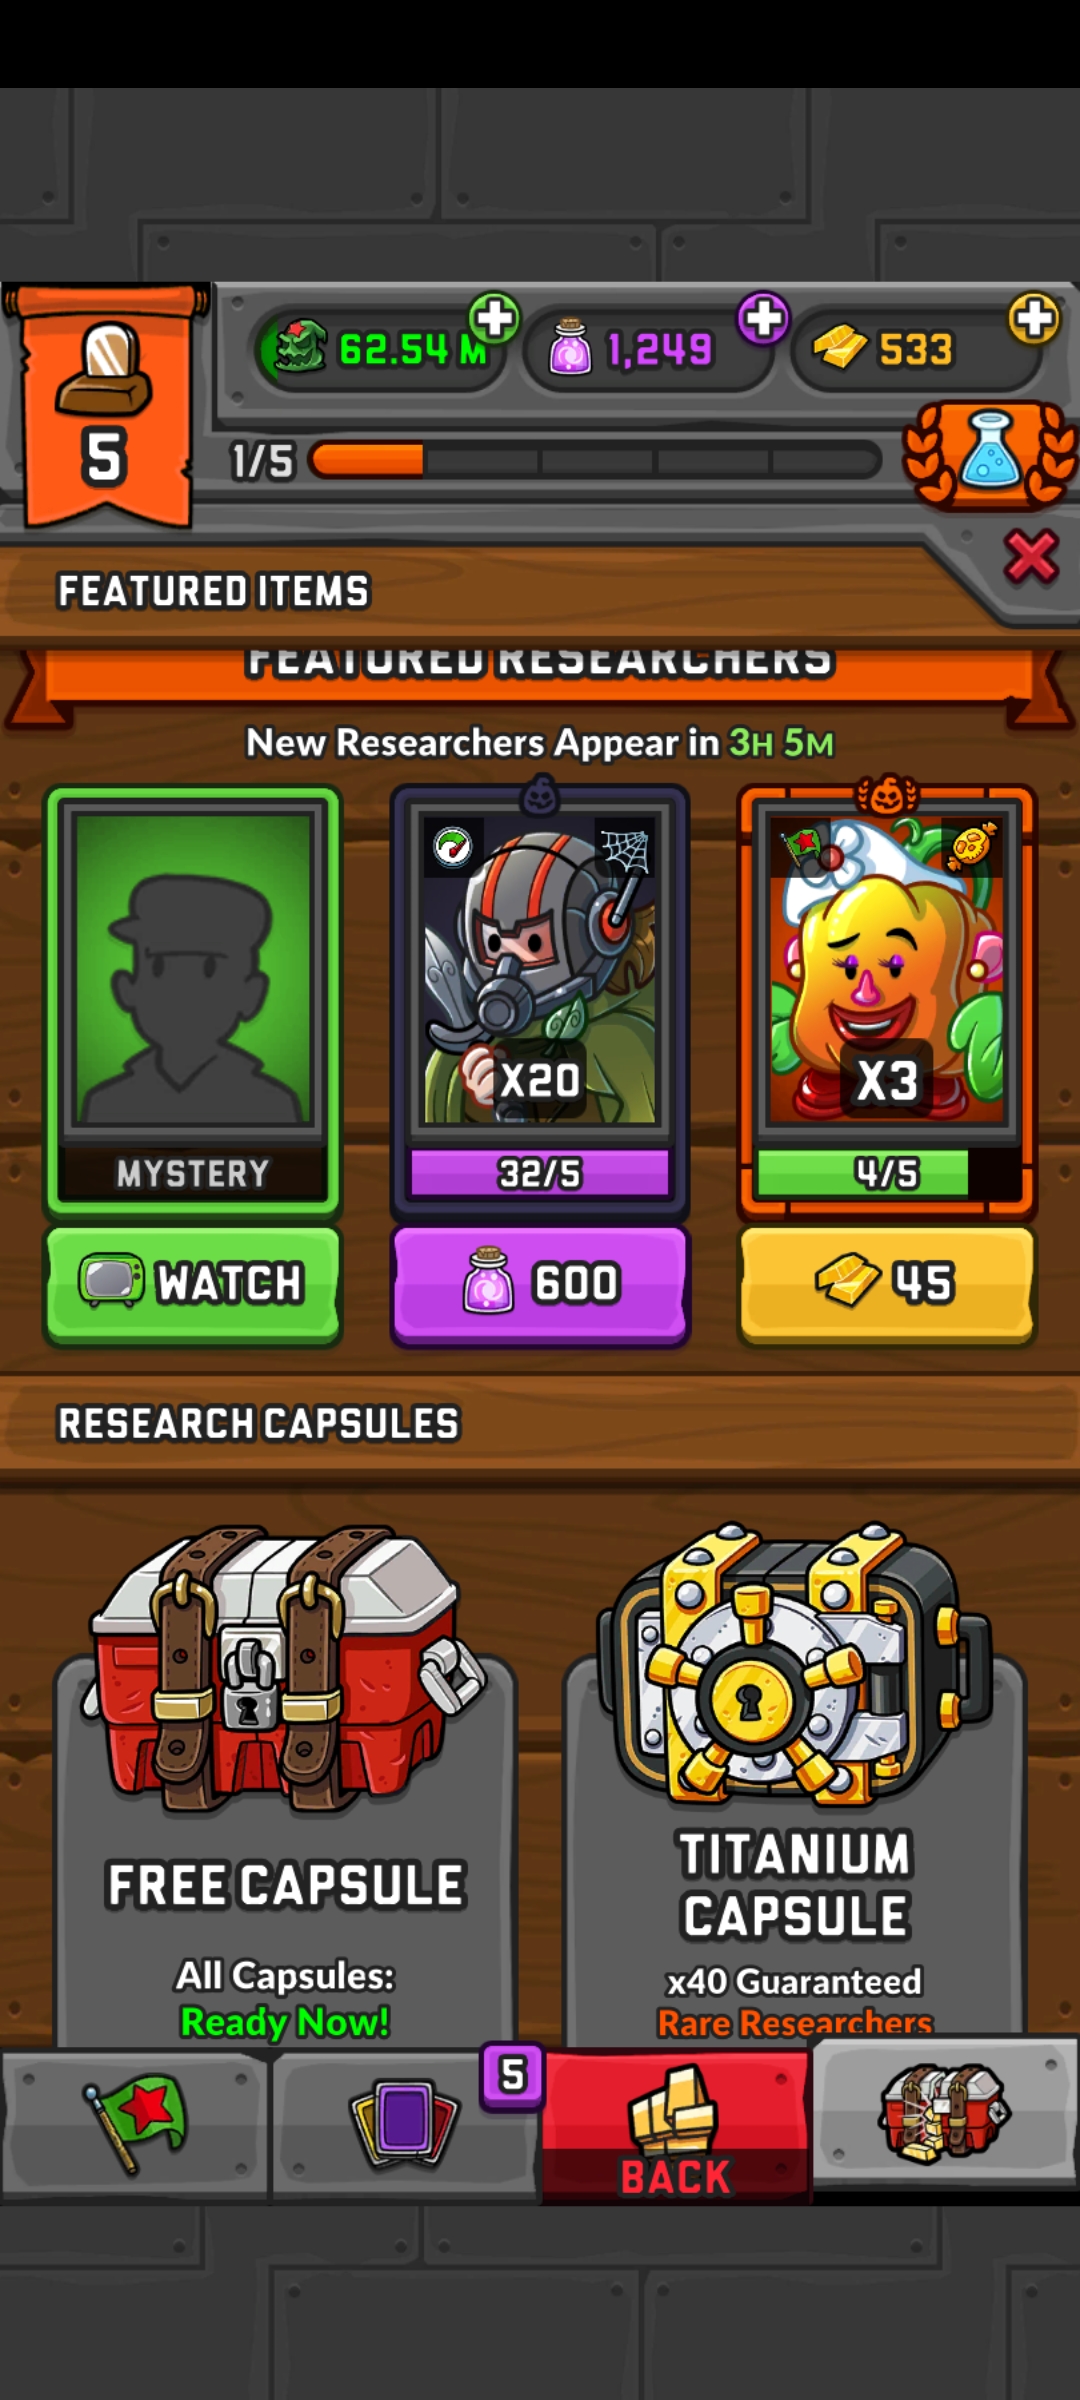 62.54 M
1,249
533
5
1/5
FEATURED ITEMS
FEATURED RESEARCHERS
New Researchers Appear in 3H 5M
X20
X3
MYSTERY
32/5
4/5
WATCH
600
45
RESEARCH CAPSULES
FREE CAPSULE
All Capsules:
Ready Now!
TITANIUM
CAPSULE
x40 Guaranteed
Rare Researchers
5
BACK